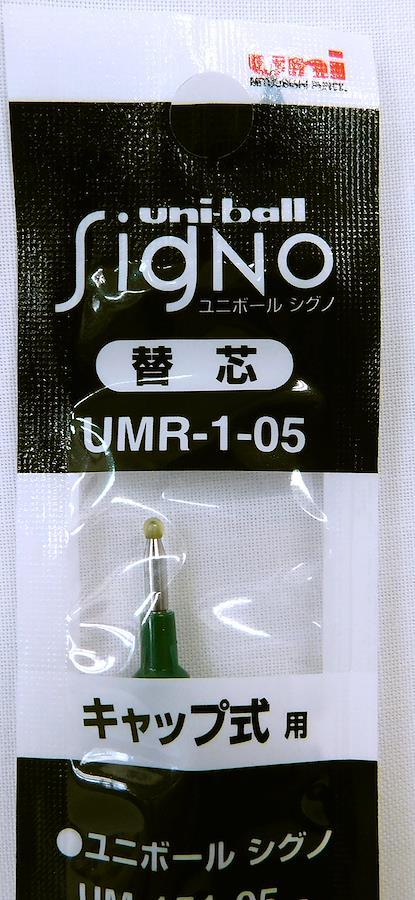 uni
MITSUBISHI PENCIL
uni-ball
Signo
ユニボール シグノ
替芯
UMR-1-05
キャップ式 用
●ユニボール シグノ